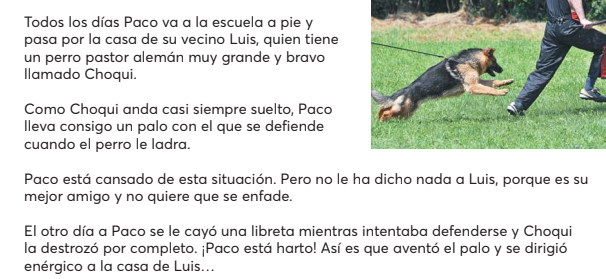 Todos los días Paco va a la escuela a pie y
pasa por la casa de su vecino Luis, quien tiene
un perro pastor alemán muy grande y bravo
llamado Choqui.
Como Choqui anda casi siempre suelto, Paco
lleva consigo un palo con el que se defiende
cuando el perro le ladra.
Paco está cansado de esta situación. Pero no le ha dicho nada a Luis, porque es su
mejor amigo y no quiere que se enfade.
El otro día a Paco se le cayó una libreta mientras intentaba defenderse y Choqui
la destrozó por completo. ¡Paco está harto! Así es que aventó el palo y se dirigió
enérgico a la casa de Luis...